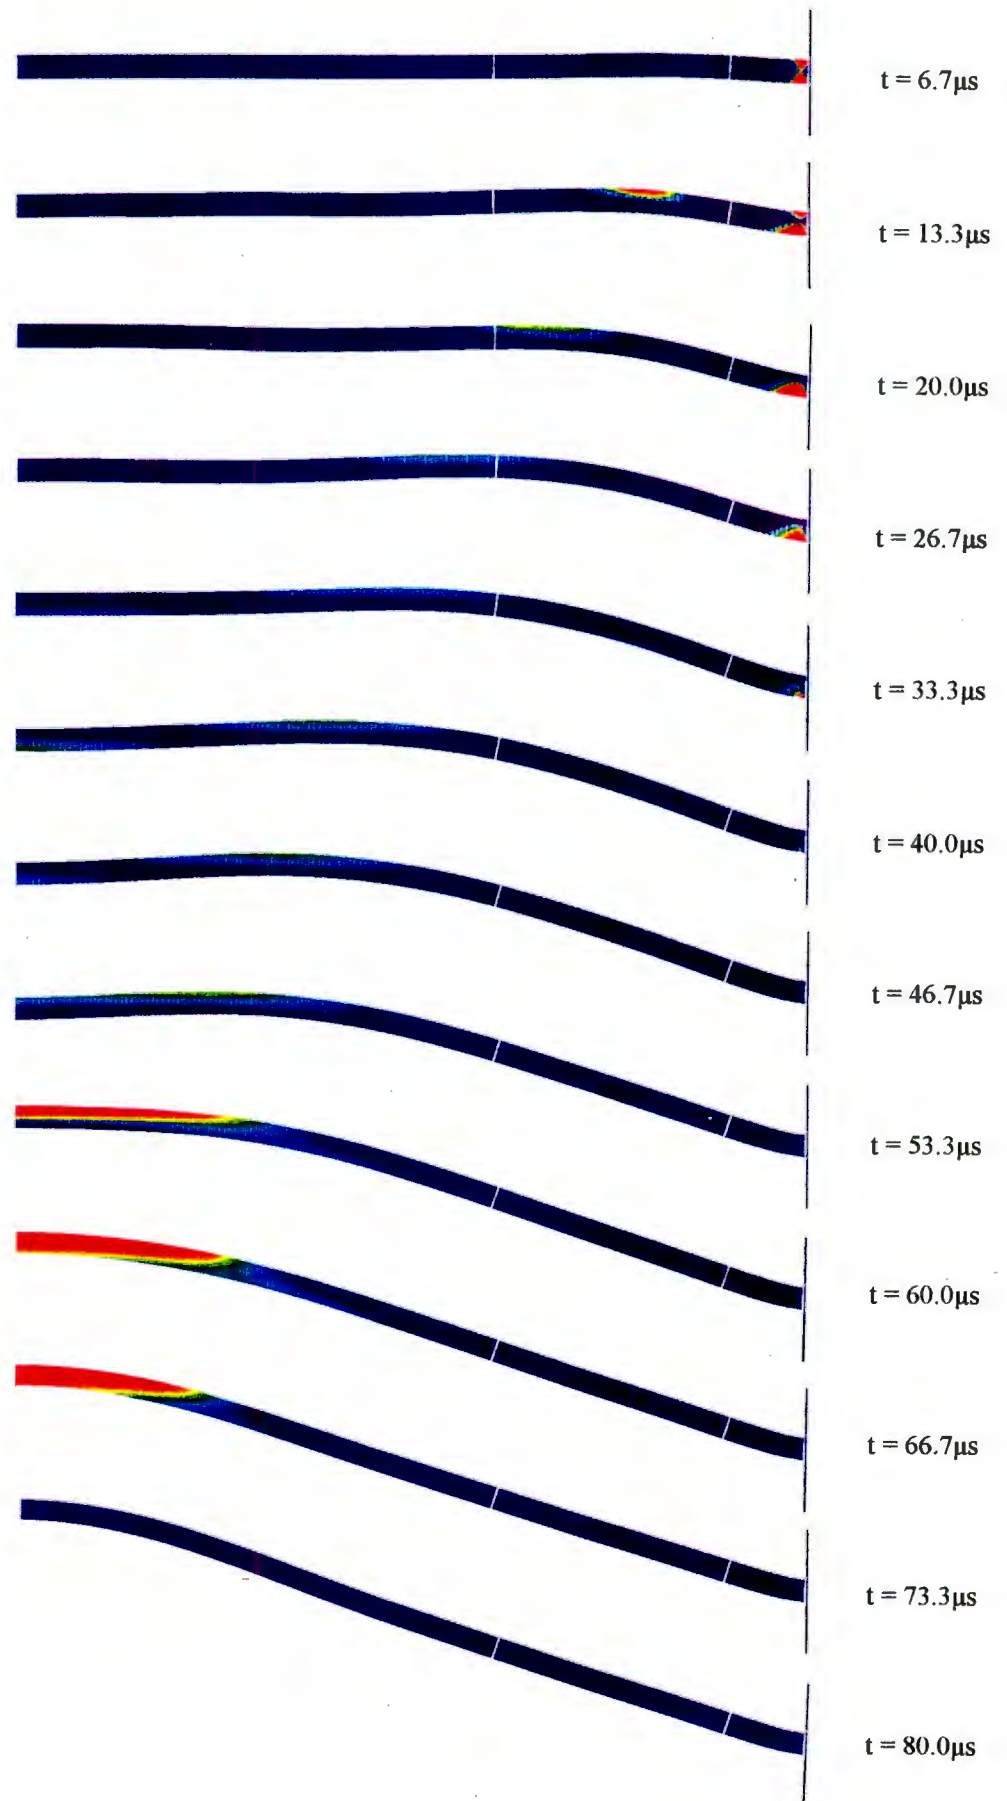 t = 6.7μs
t = 13.3μs
t = 20.0μs
t = 26.7μs
t = 33.3μs
t = 40.0μs
t = 46.7μs
t = 53.3μs
t = 60.0μs
t = 66.7μs
t = 73.3μs
t = 80.0μs